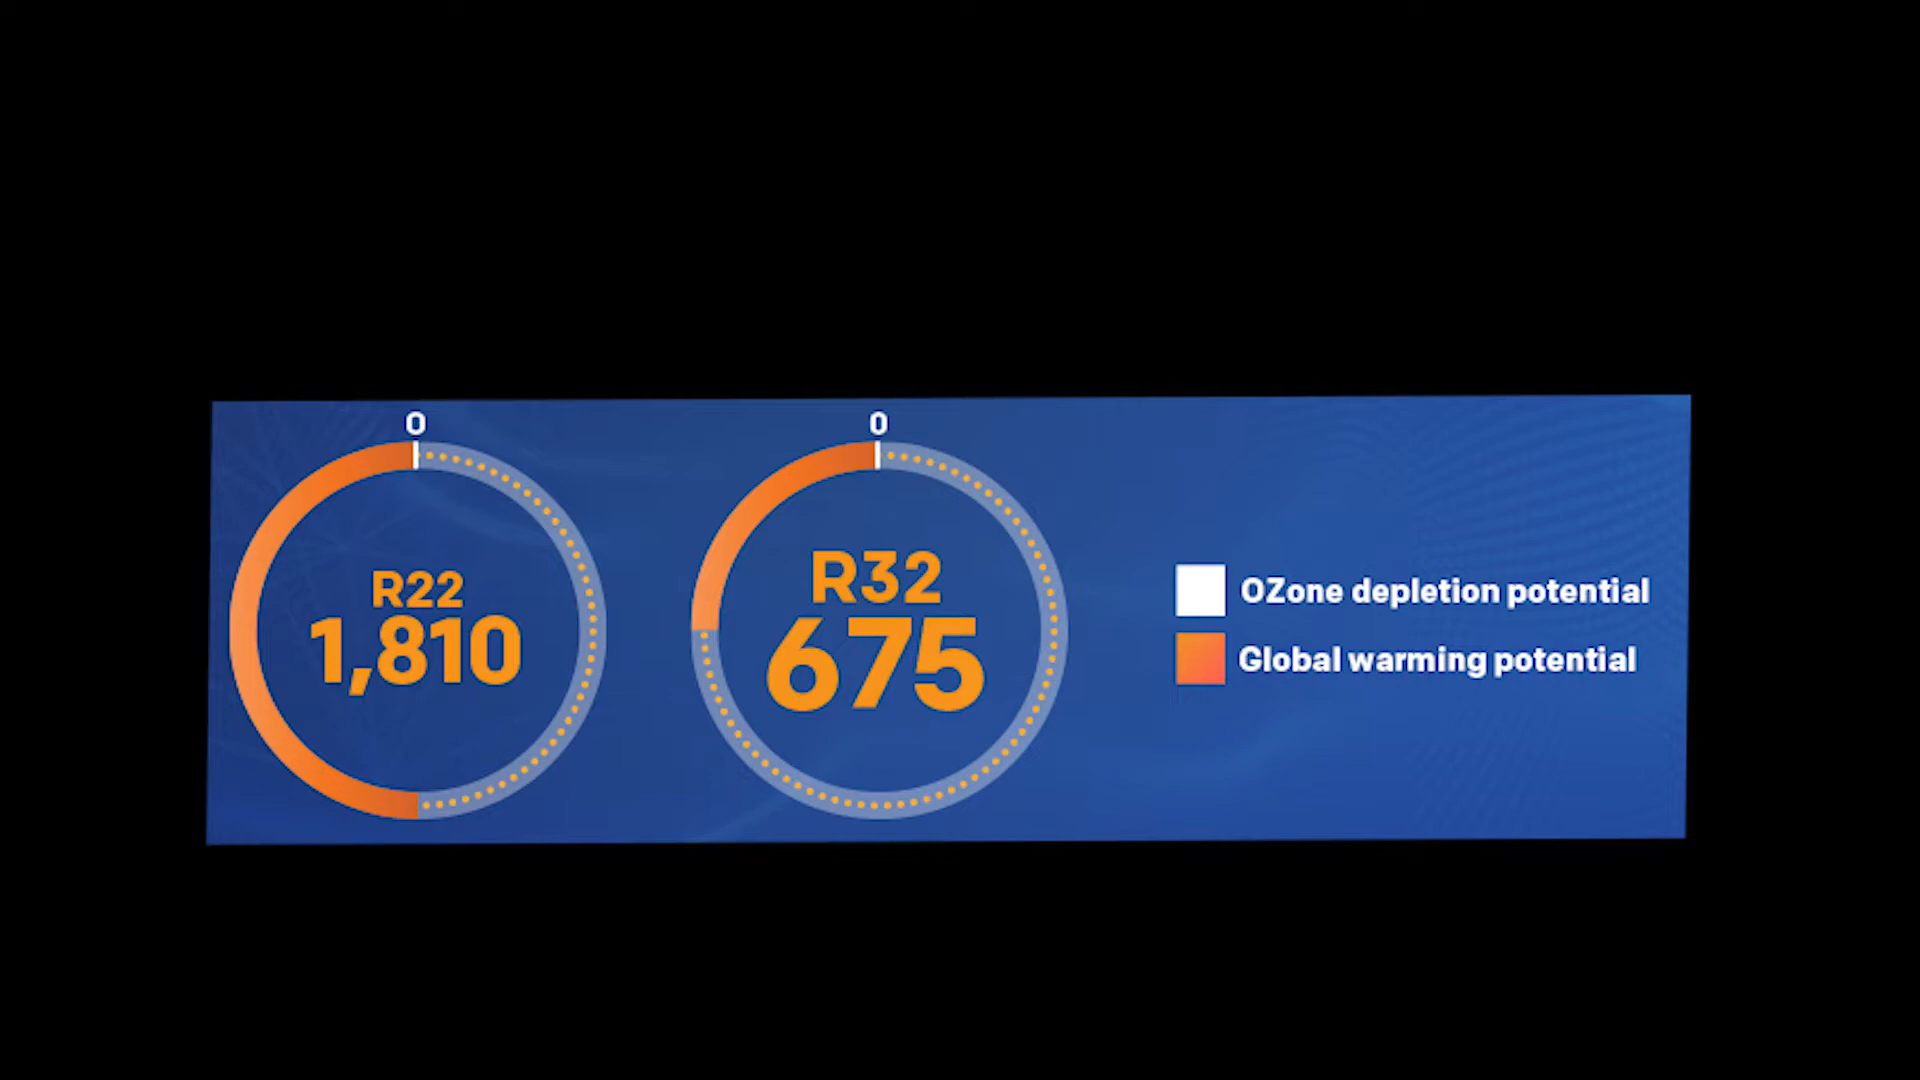 0
R22
1,810
0
R32
675
OZone depletion potential
Global warming potential